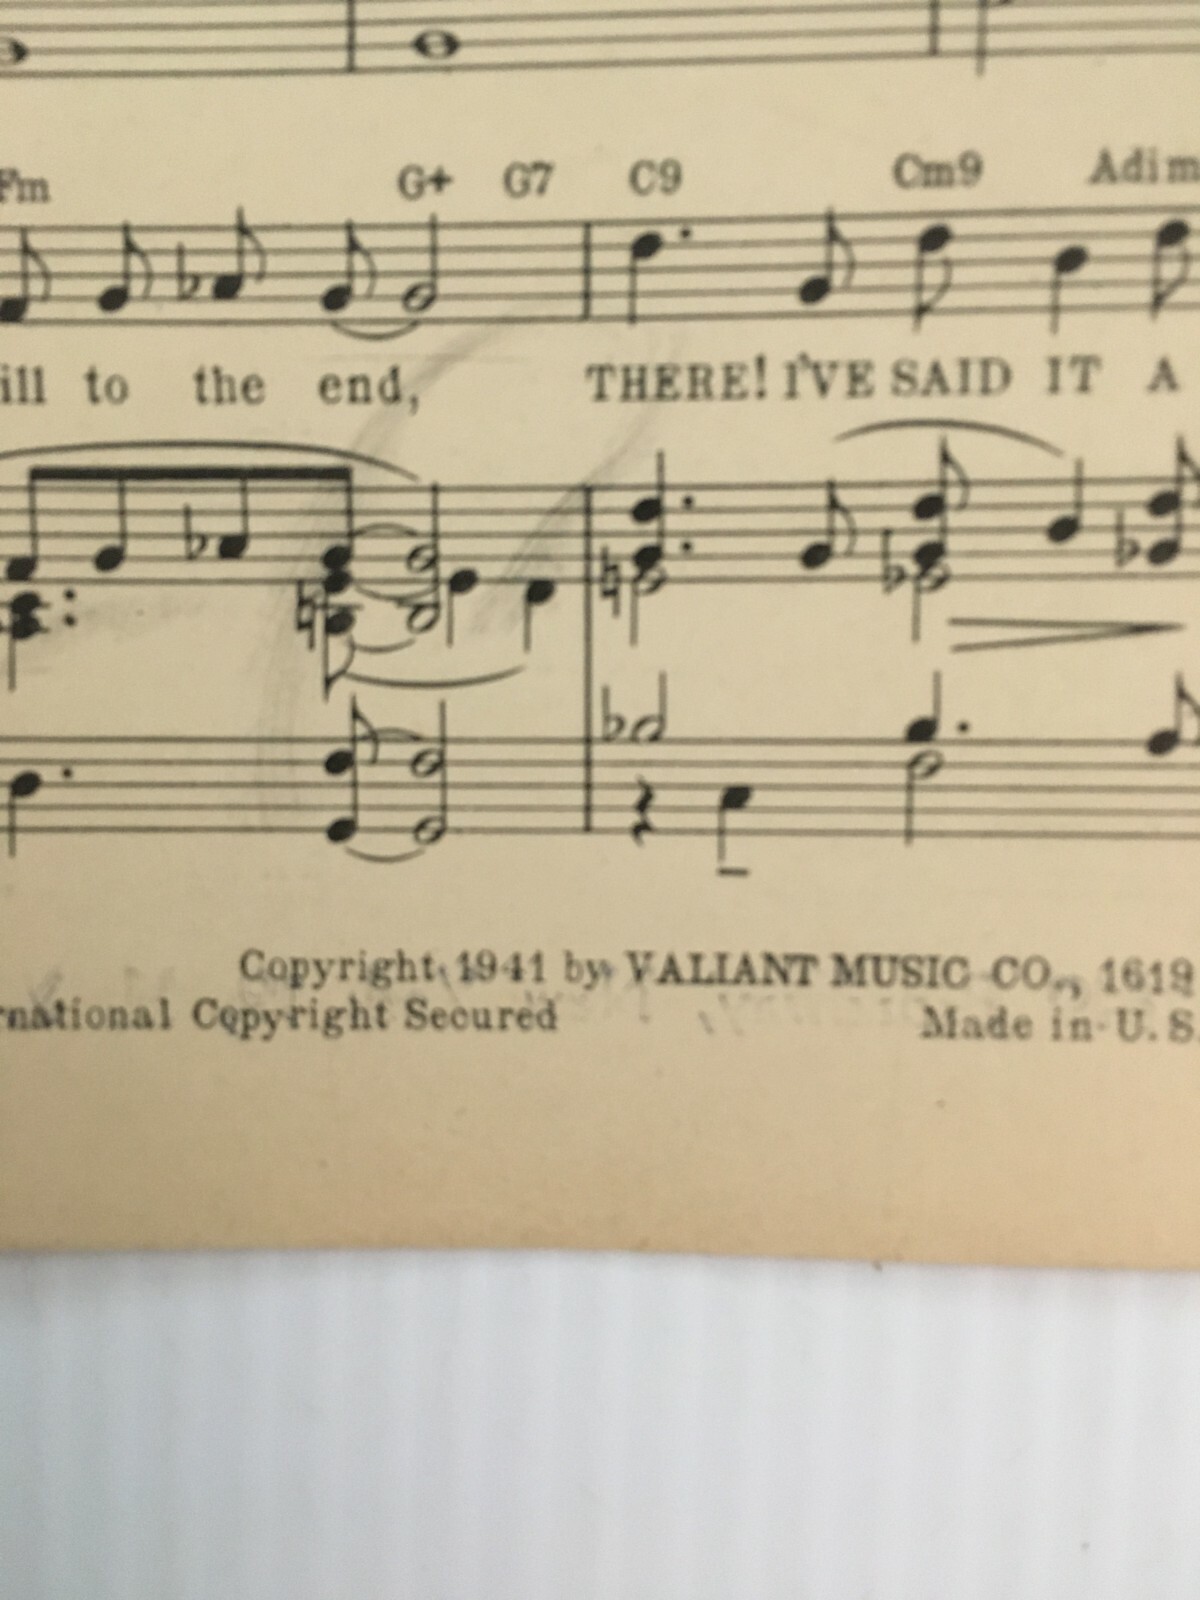 Fm G+ G7 C9 Cm9 Adim
ill to the end, THERE! I'VE SAID IT A
Copyright 1941 by VALIANT MUSIC CO., 1619
rnational Copyright Secured Made in U. S.